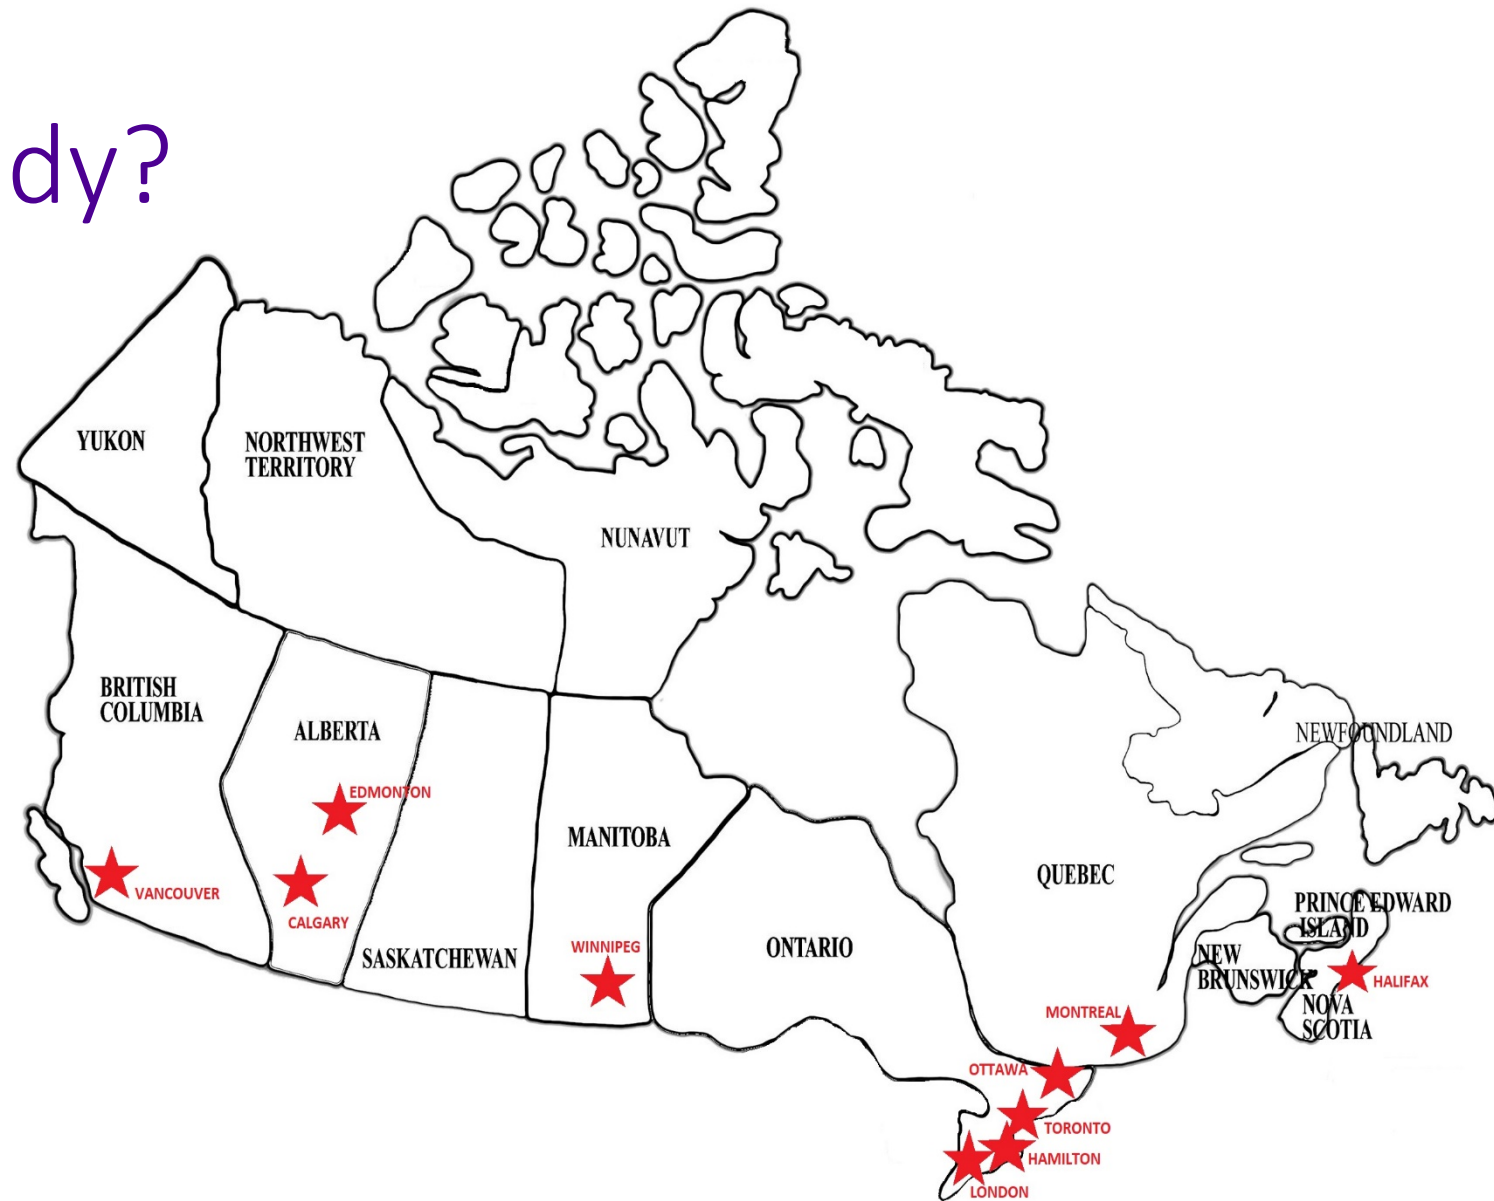 dy?
YUKON
NORTHWEST
TERRITORY
NUNAVUT
BRITISH
COLUMBIA
ALBERTA
NEWFOUNDLAND
EDMONTON
MANITOBA
QUEBEC
VANCOUVER
CALGARY
PRINCE EDWARD
ISLAND
SASKATCHEWAN
WINNIPEG
ONTARIO
NEW
BRUNSWICK
HALIFAX
NOVA
SCOTIA
MONTREAL
OTTAWA
TORONTO
HAMILTON
LONDON